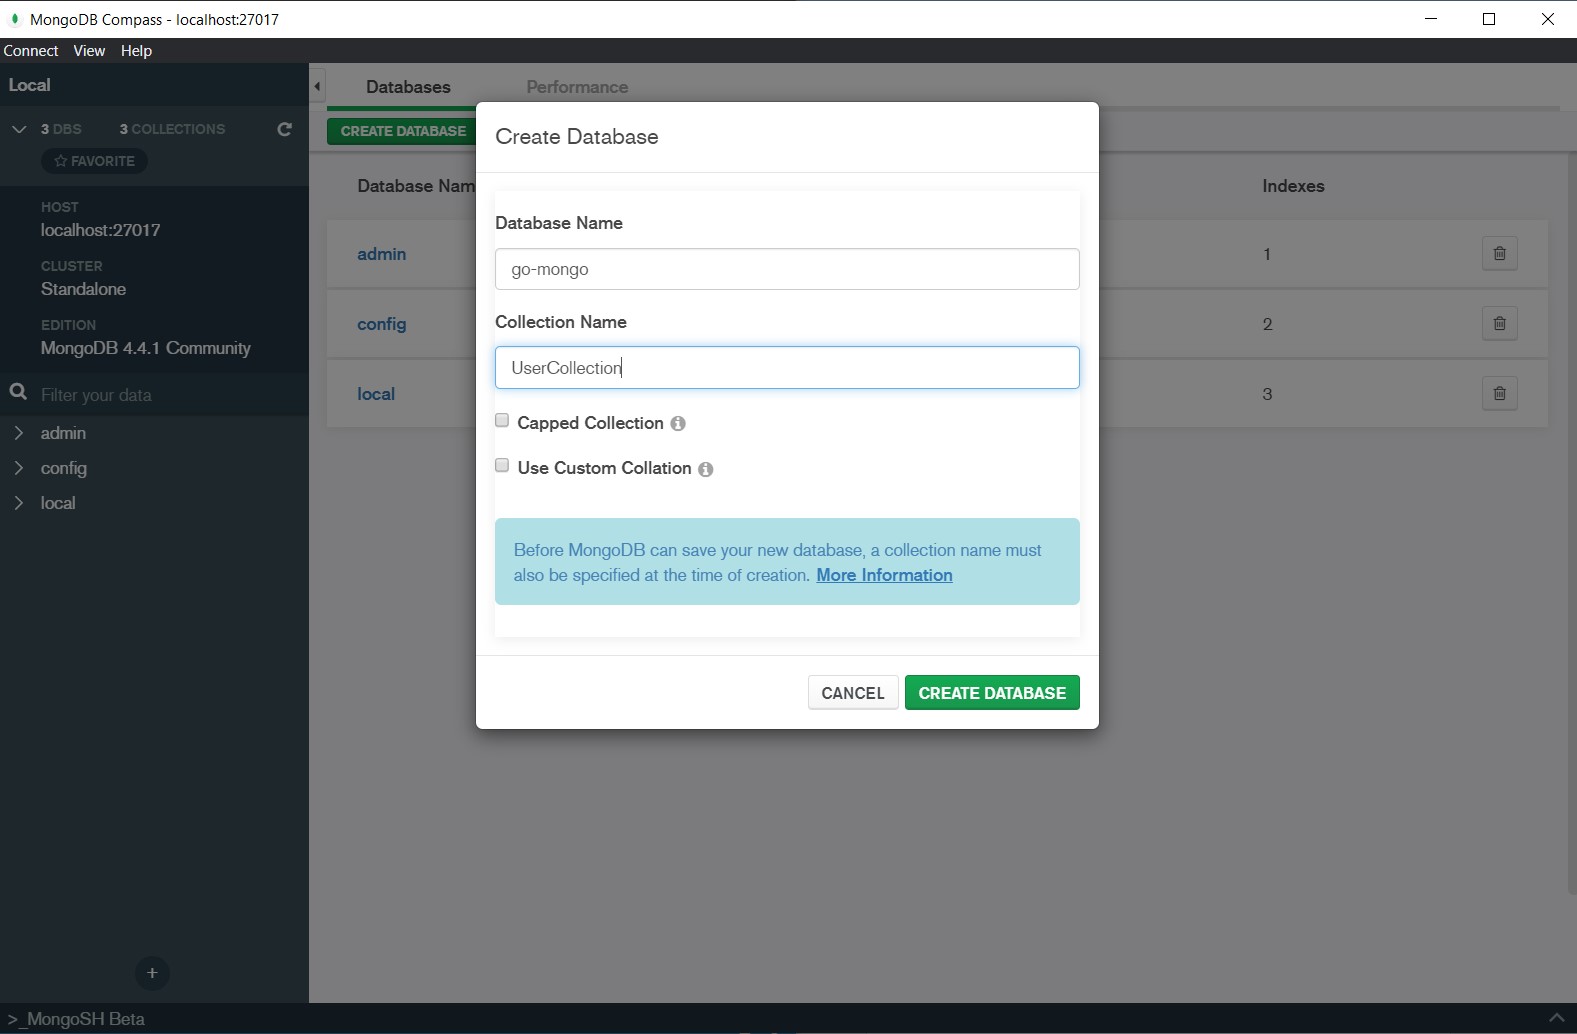 MongoDB Compass - localhost:27017
Connect View Help
Local
3 DBS 3 COLLECTIONS
FAVORITE
HOST
localhost:27017
CLUSTER
Standalone
EDITION
MongoDB 4.4.1 Community
Filter your data
admin
config
local
>_MongoSH Beta
Databases Performance
CREATE DATABASE
Database Nam
Indexes
admin
1
config
2
local
3
Create Database
Database Name
go-mongo
Collection Name
UserCollection
Capped Collection
Use Custom Collation
Before MongoDB can save your new database, a collection name must
also be specified at the time of creation. More Information
CANCEL CREATE DATABASE